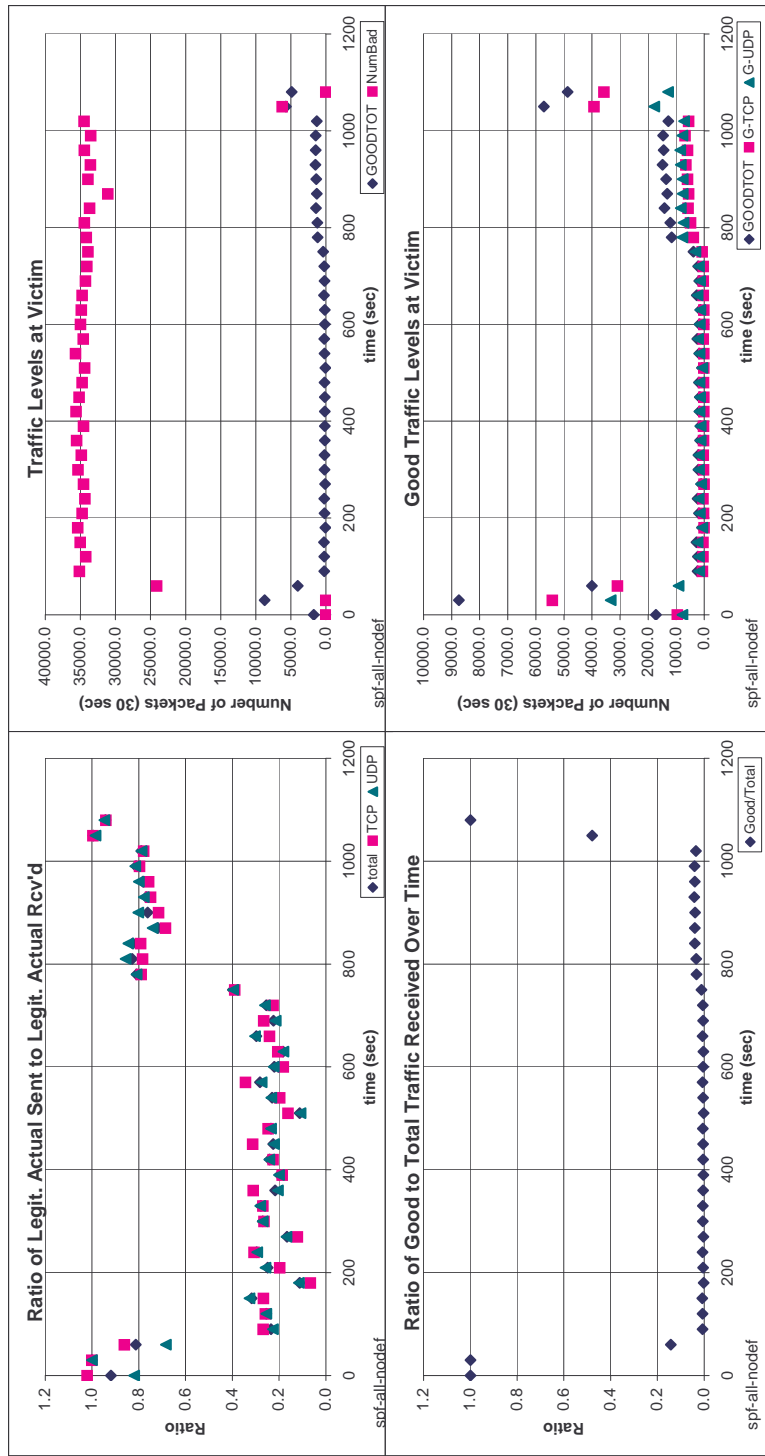 Ratio of Legit. Actual Sent to Legit. Actual Rcv'd
Ratio
1.2
1.0
0.8
0.6
0.4
0.2
0.0
0 200 400 600 800 1000 1200
time (sec)
spf-all-nodef
total TCP UDP
Traffic Levels at Victim
Number of Packets (30 sec)
40000.0
35000.0
30000.0
25000.0
20000.0
15000.0
10000.0
5000.0
0.0
0 200 400 600 800 1000 1200
time (sec)
spf-all-nodef
GOODTOT NumBad
Ratio of Good to Total Traffic Received Over Time
Ratio
1.2
1.0
0.8
0.6
0.4
0.2
0.0
0 200 400 600 800 1000 1200
time (sec)
spf-all-nodef
Good/Total
Good Traffic Levels at Victim
Number of Packets (30 sec)
10000.0
9000.0
8000.0
7000.0
6000.0
5000.0
4000.0
3000.0
2000.0
1000.0
0.0
0 200 400 600 800 1000 1200
time (sec)
spf-all-nodef
GOODTOT G-TCP G-UDP